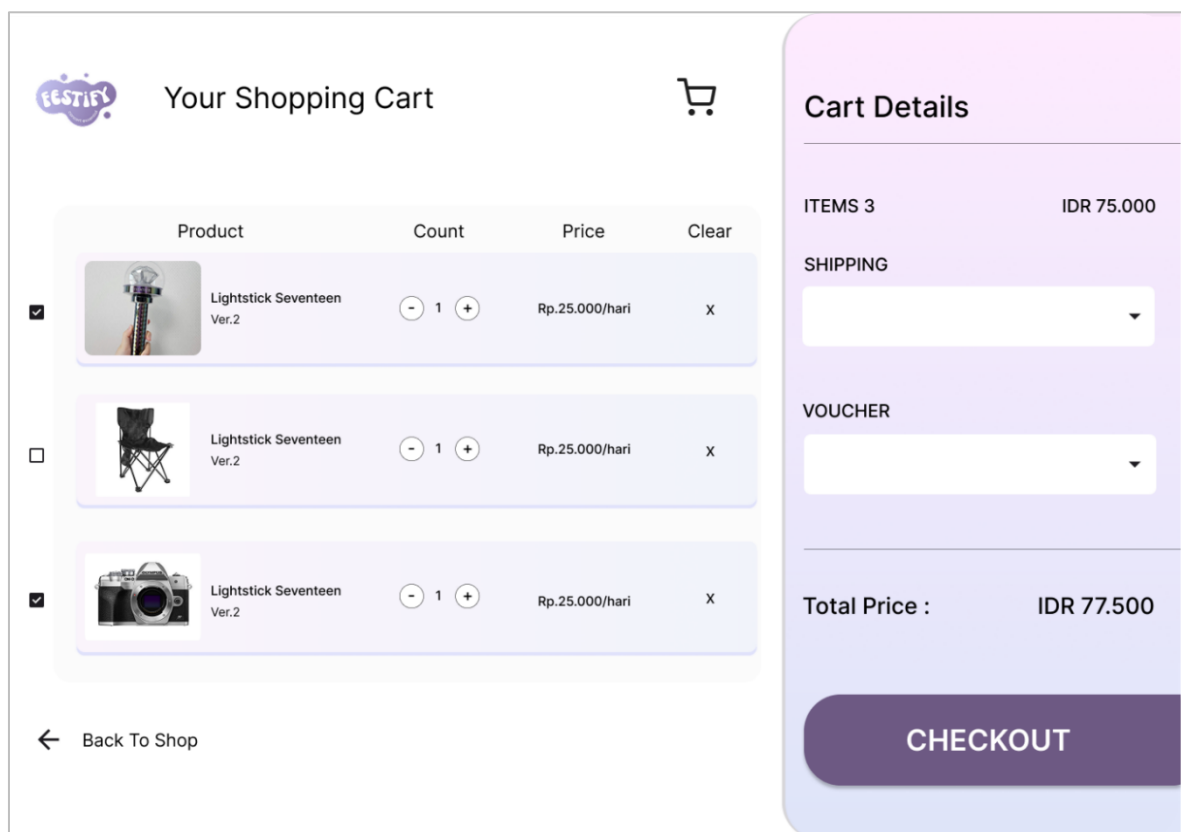 FESTIFY
Your Shopping Cart
Product Count Price Clear
Lightstick Seventeen
Ver.2
- 1 + Rp.25.000/hari X
Lightstick Seventeen
Ver.2
- 1 + Rp.25.000/hari X
Lightstick Seventeen
Ver.2
- 1 + Rp.25.000/hari X
Back To Shop
Cart Details
ITEMS 3 IDR 75.000
SHIPPING
VOUCHER
Total Price : IDR 77.500
CHECKOUT